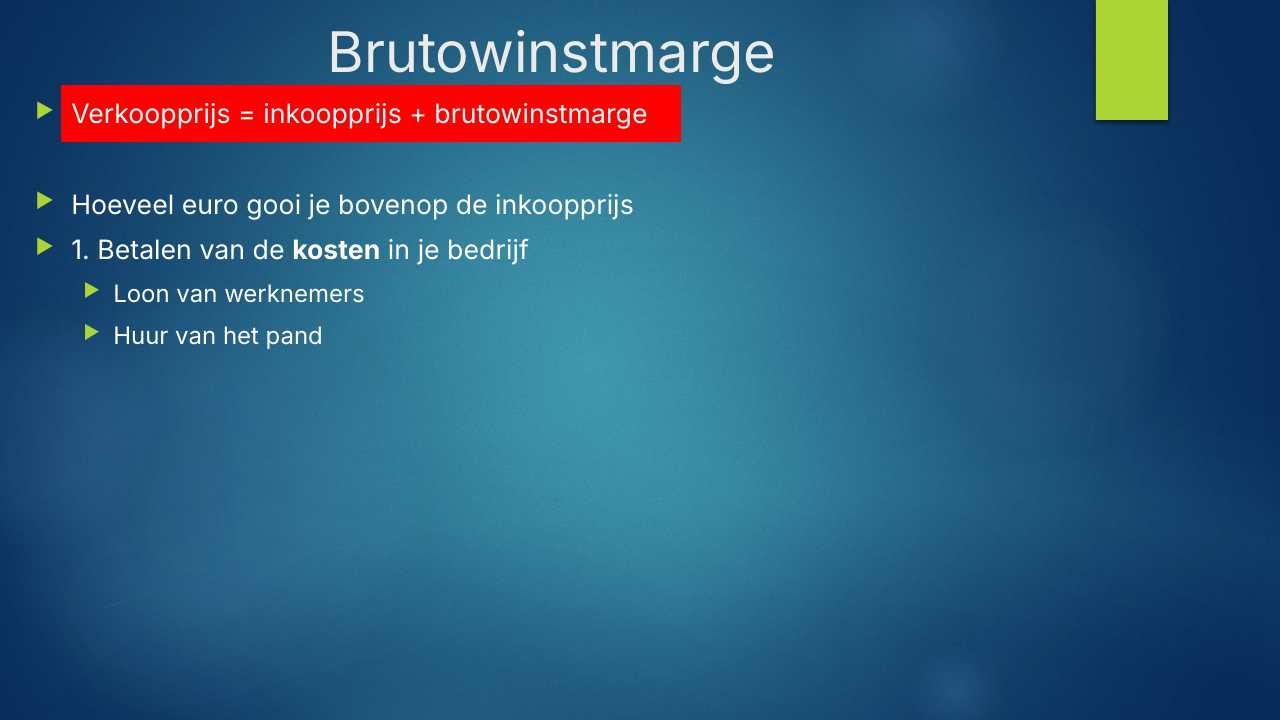 Brutowinstmarge
Verkoopprijs = inkoopprijs + brutowinstmarge
Hoeveel euro gooi je bovenop de inkoopprijs
1. Betalen van de kosten in je bedrijf
Loon van werknemers
Huur van het pand